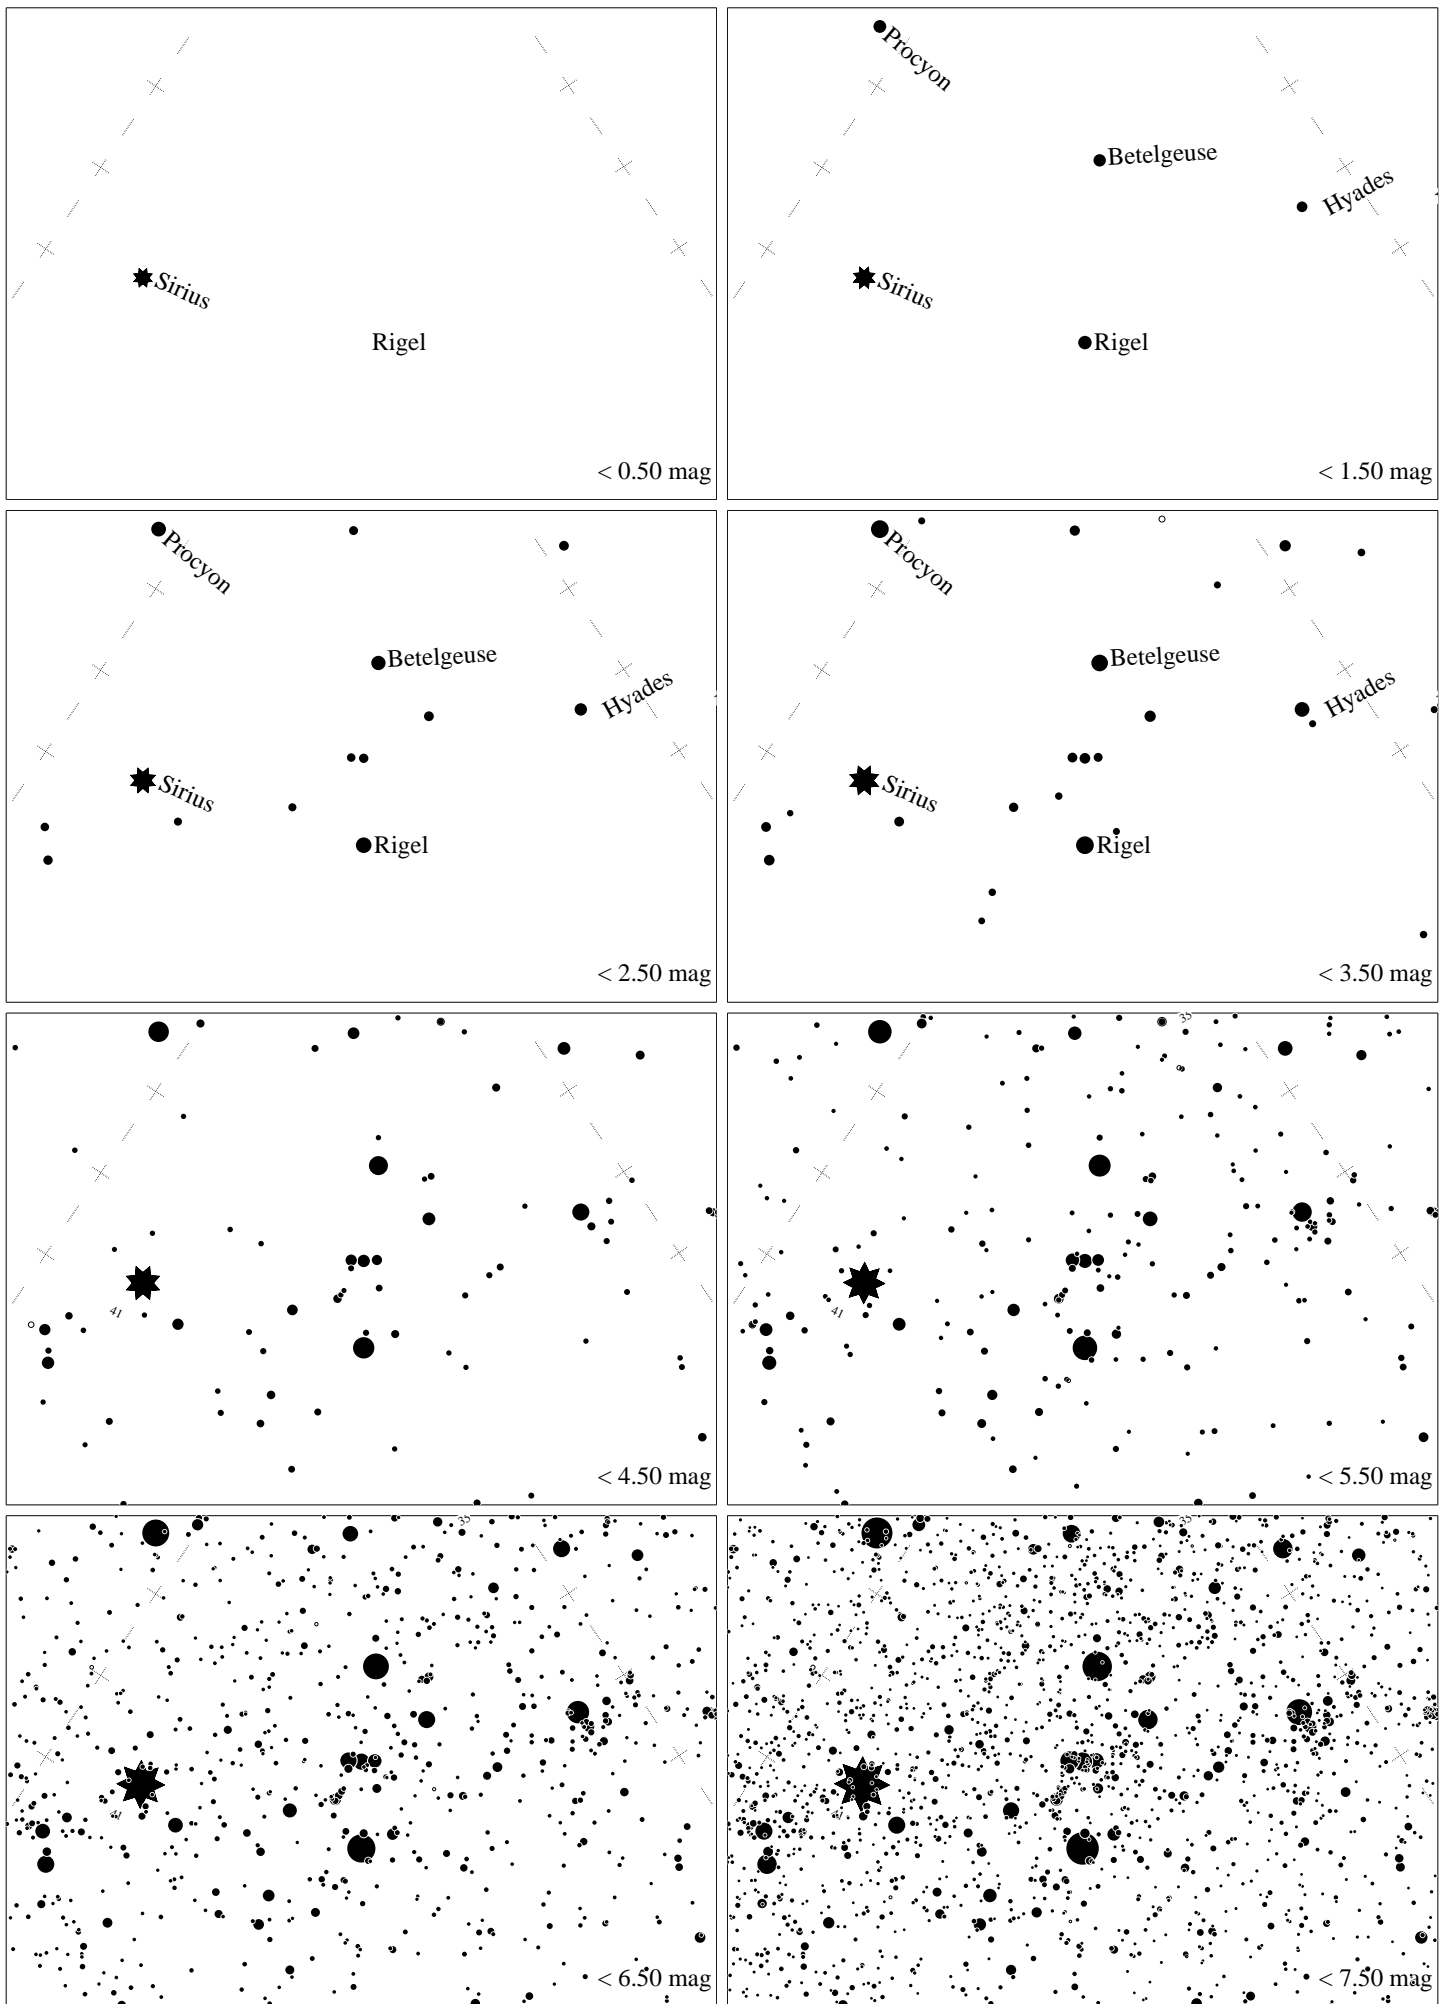 Sirius
Rigel
< 0.50 mag
Procyon
Betelgeuse
Hyades
Sirius
Rigel
< 1.50 mag
Procyon
Betelgeuse
Hyades
Sirius
Rigel
< 2.50 mag
Procyon
Betelgeuse
Hyades
Sirius
Rigel
< 3.50 mag
41
< 4.50 mag
35
41
< 5.50 mag
35
41
< 6.50 mag
35
< 7.50 mag